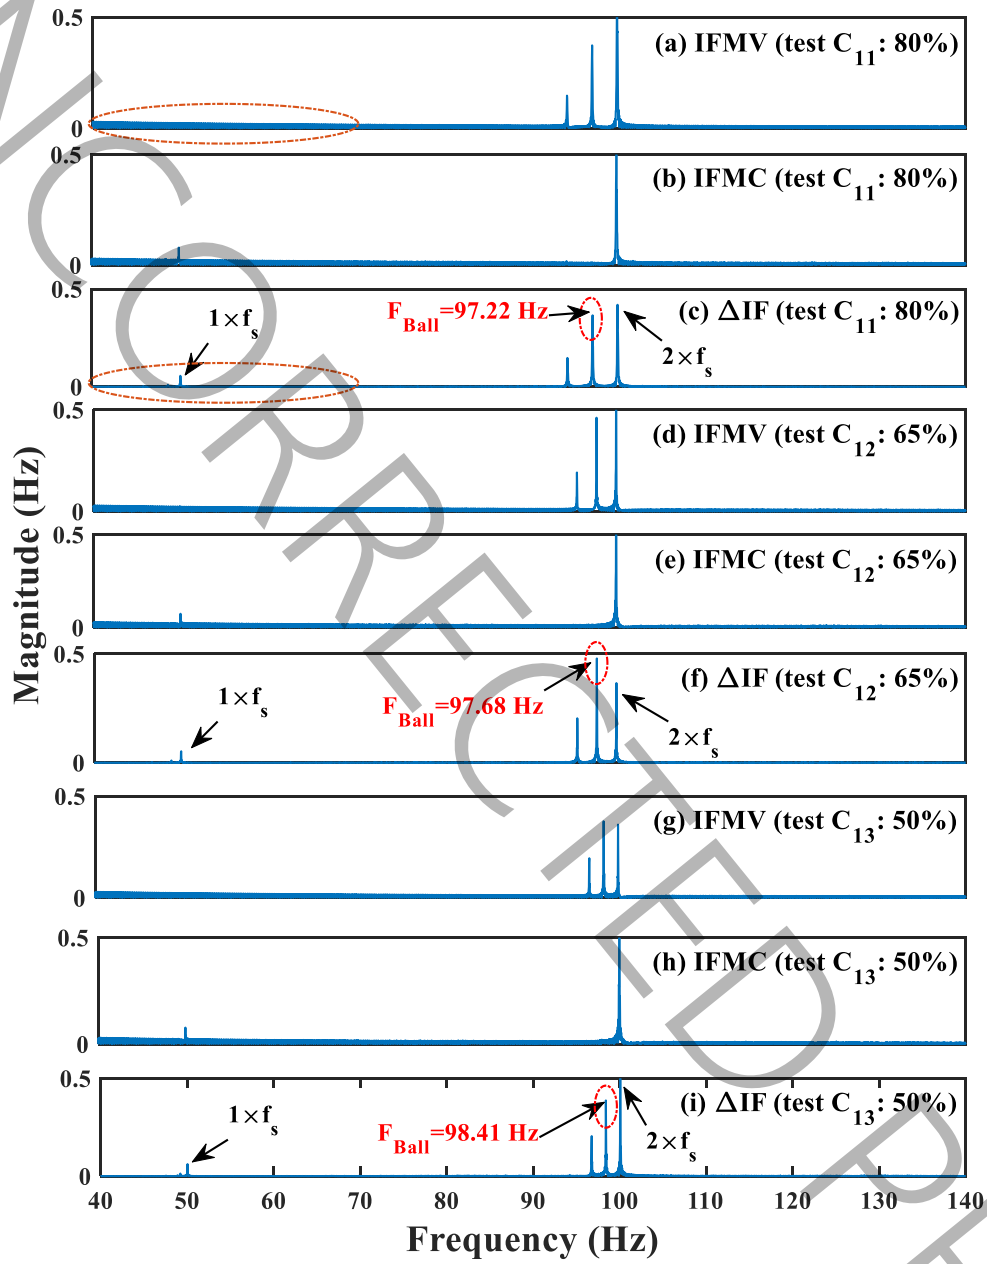 0.5
(a) IFMV (test C11: 80%)
0
0.5
(b) IFMC (test C11: 80%)
0
0.5
1×fs
FBall=97.22 Hz
2×fs
(c) ΔIF (test C11: 80%)
0
0.5
(d) IFMV (test C12: 65%)
0
0.5
(e) IFMC (test C12: 65%)
0
0.5
1×fs
FBall=97.68 Hz
2×fs
(f) ΔIF (test C12: 65%)
0
0.5
(g) IFMV (test C13: 50%)
0
0.5
(h) IFMC (test C13: 50%)
0
0.5
1×fs
FBall=98.41 Hz
2×fs
(i) ΔIF (test C13: 50%)
0
40 50 60 70 80 90 100 110 120 130 140
Frequency (Hz)
Magnitude (Hz)
NCORRECTED P